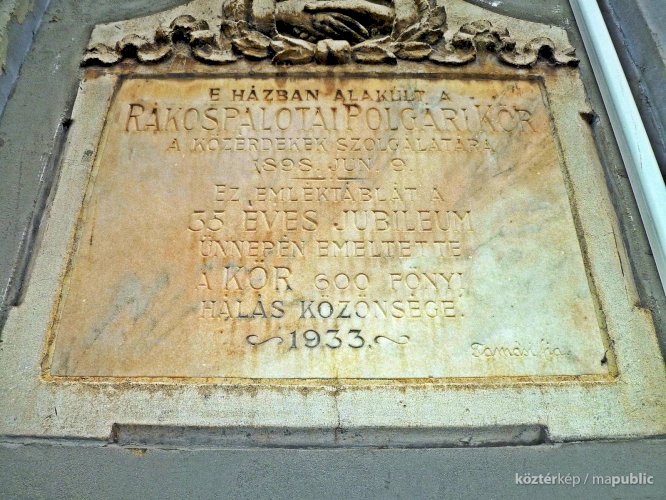 E HÁZBAN ALAKULT A
RÁKOSPALOTAI POLGÁRI KÖR
A KÖZÉRDEKEK SZOLGÁLATÁRA
1898. JUN. 9.
EZ EMLÉKTÁBLÁT A
35 ÉVES JUBILEUM
ÜNNEPÉN EMELTETTE
A KÖR 600 FŐNYI
HÁLÁS KÖZÖNSÉGE.
~1933.~
köztérkép / mapublic